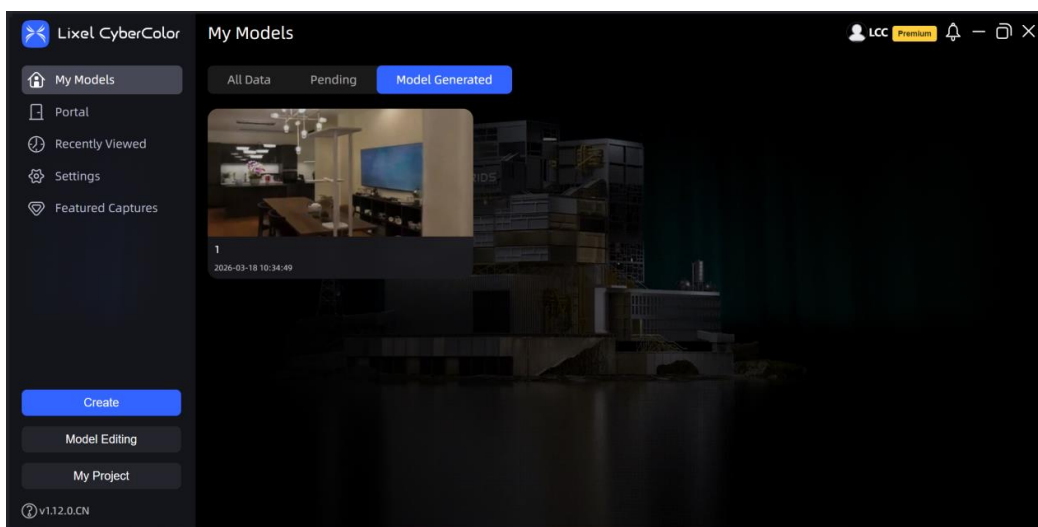 Lixel CyberColor
My Models
LCC Premium
My Models
Portal
Recently Viewed
Settings
Featured Captures
All Data Pending Model Generated
1
2026-03-18 10:34:49
Create
Model Editing
My Project
v1.12.0.CN